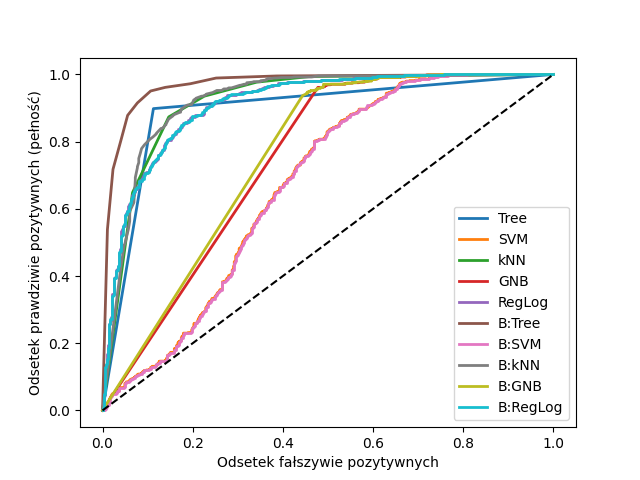 1.0
0.8
0.6
0.4
0.2
0.0
Odsetek prawdziwie pozytywnych (pełność)
0.0 0.2 0.4 0.6 0.8 1.0
Odsetek fałszywie pozytywnych
Tree
SVM
kNN
GNB
RegLog
B:Tree
B:SVM
B:kNN
B:GNB
B:RegLog